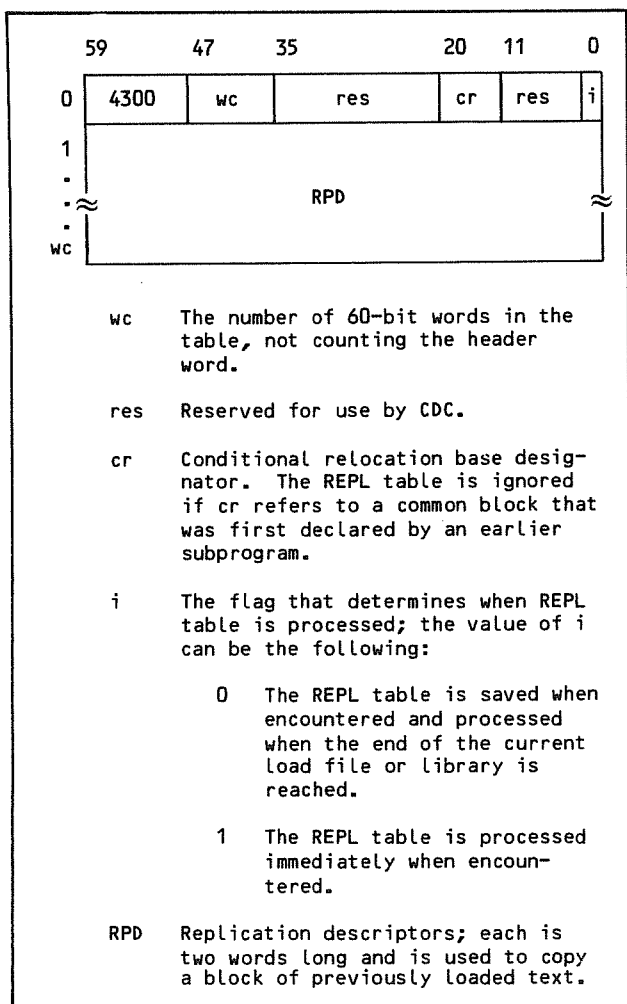 59 47 35 20 11 0
0 4300 wc res cr res i
1
.
. ≈ RPD ≈
.
wc
wc The number of 60-bit words in the
table, not counting the header
word.
res Reserved for use by CDC.
cr Conditional relocation base desig-
nator. The REPL table is ignored
if cr refers to a common block that
was first declared by an earlier
subprogram.
i The flag that determines when REPL
table is processed; the value of i
can be the following:
0 The REPL table is saved when
encountered and processed
when the end of the current
load file or library is
reached.
1 The REPL table is processed
immediately when encoun-
tered.
RPD Replication descriptors; each is
two words long and is used to copy
a block of previously loaded text.